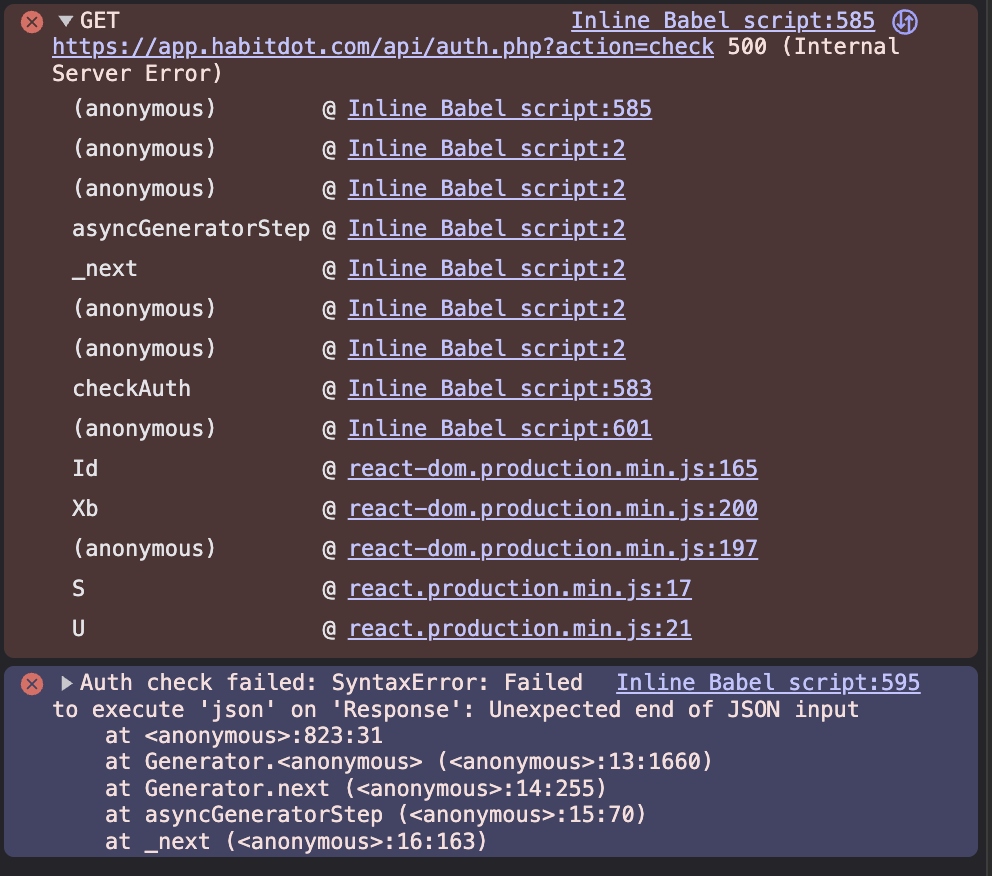 GET Inline Babel script:585
https://app.habitdot.com/api/auth.php?action=check 500 (Internal
Server Error)
(anonymous) @ Inline Babel script:585
(anonymous) @ Inline Babel script:2
(anonymous) @ Inline Babel script:2
asyncGeneratorStep @ Inline Babel script:2
_next @ Inline Babel script:2
(anonymous) @ Inline Babel script:2
(anonymous) @ Inline Babel script:2
checkAuth @ Inline Babel script:583
(anonymous) @ Inline Babel script:601
Id @ react-dom.production.min.js:165
Xb @ react-dom.production.min.js:200
(anonymous) @ react-dom.production.min.js:197
S @ react.production.min.js:17
U @ react.production.min.js:21
Auth check failed: SyntaxError: Failed Inline Babel script:595
to execute 'json' on 'Response': Unexpected end of JSON input
at <anonymous>:823:31
at Generator.<anonymous> (<anonymous>:13:1660)
at Generator.next (<anonymous>:14:255)
at asyncGeneratorStep (<anonymous>:15:70)
at _next (<anonymous>:16:163)